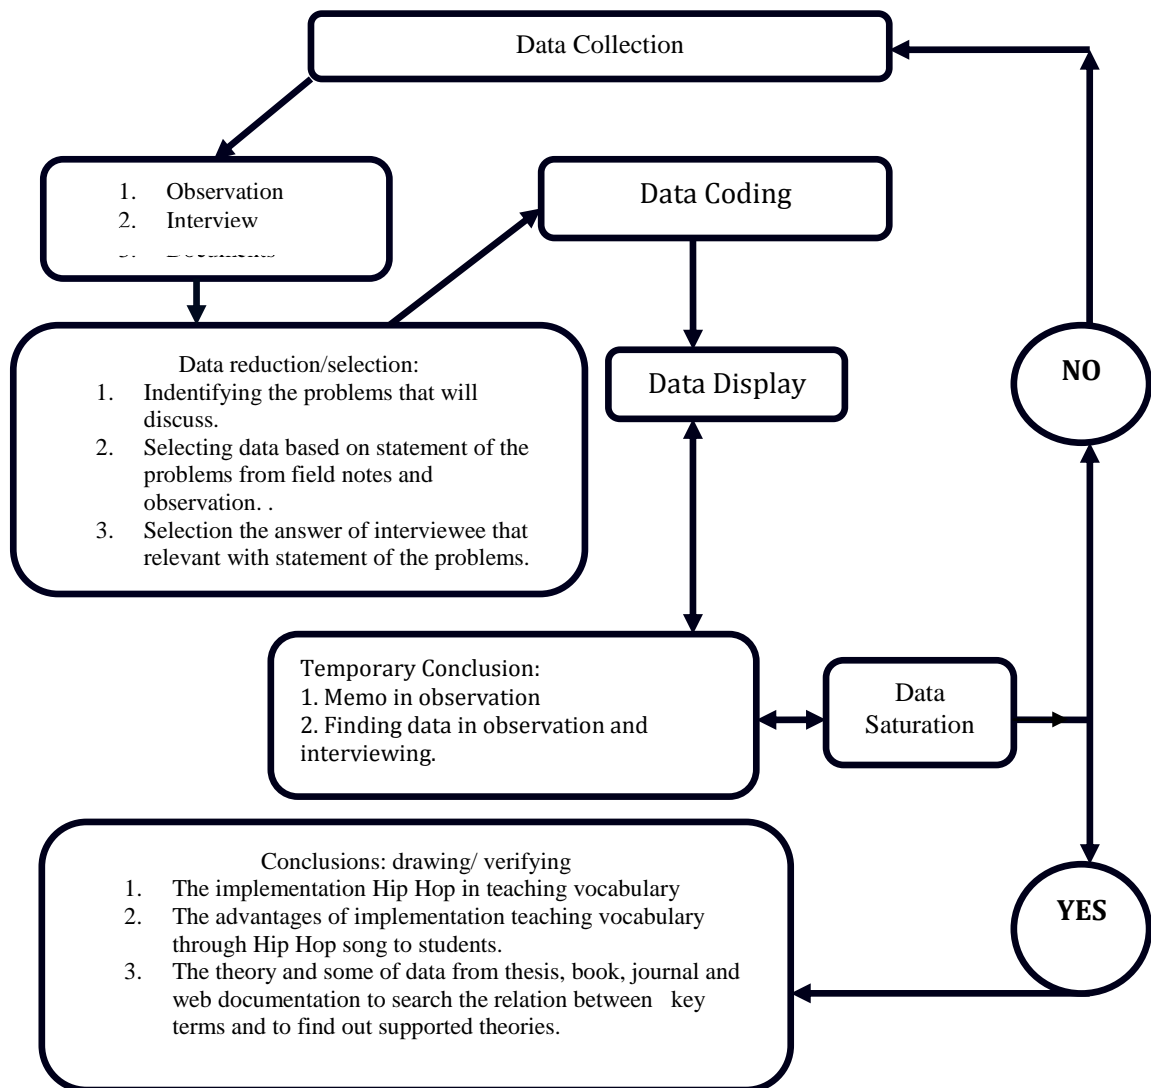 Data Collection
1. Observation
2. Interview
3. Documents
Data Coding
Data reduction/selection:
1. Indentifying the problems that will
discuss.
2. Selecting data based on statement of the
problems from field notes and
observation. .
3. Selection the answer of interviewee that
relevant with statement of the problems.
Data Display
NO
Temporary Conclusion:
1. Memo in observation
2. Finding data in observation and
interviewing.
Data
Saturation
Conclusions: drawing/ verifying
1. The implementation Hip Hop in teaching vocabulary
2. The advantages of implementation teaching vocabulary
through Hip Hop song to students.
3. The theory and some of data from thesis, book, journal and
web documentation to search the relation between key
terms and to find out supported theories.
YES